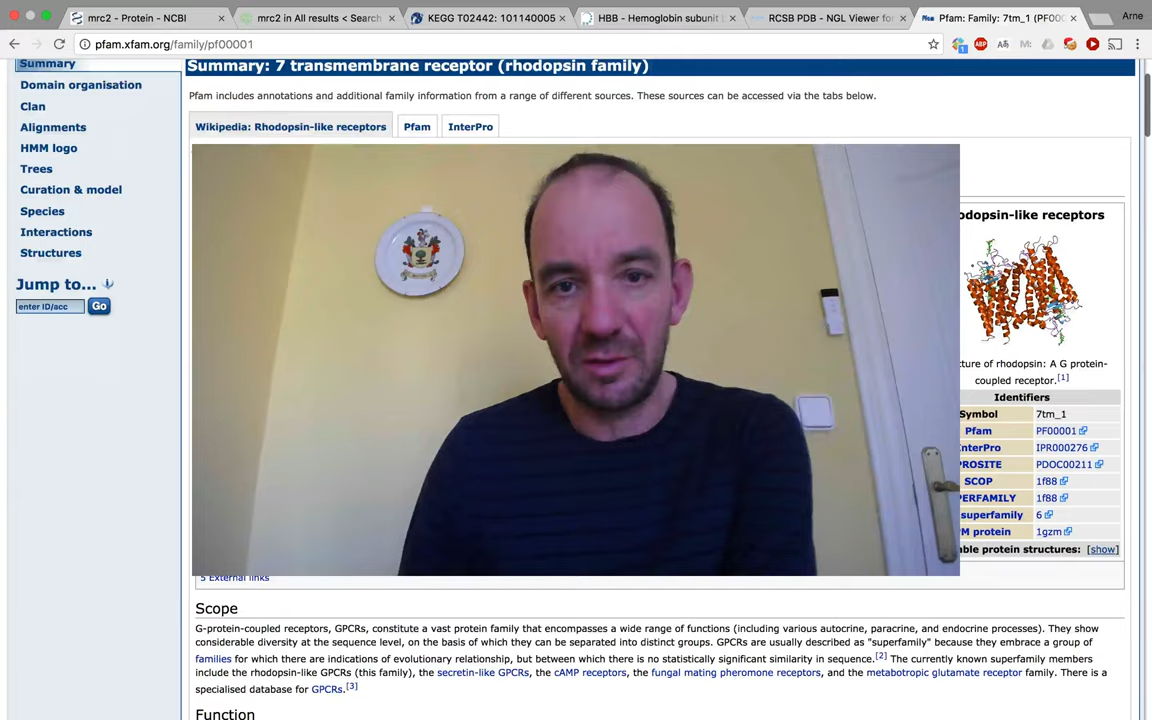 mrc2 - Protein - NCBI
mrc2 in All results < Search
KEGG T02442: 101140005
HBB - Hemoglobin subunit
RCSB PDB - NGL Viewer for
Pfam: Family: 7tm_1 (PF000
Arne
pfam.xfam.org/family/pf00001
Summary
Domain organisation
Clan
Alignments
HMM logo
Trees
Curation & model
Species
Interactions
Structures
Jump to...
enter ID/acc
Go
Summary: 7 transmembrane receptor (rhodopsin family)
Pfam includes annotations and additional family information from a range of different sources. These sources can be accessed via the tabs below.
Wikipedia: Rhodopsin-like receptors Pfam InterPro
odopsin-like receptors
cture of rhodopsin: A G protein-
coupled receptor.[1]
Identifiers
Symbol 7tm_1
Pfam PF00001
InterPro IPR000276
PROSITE PDOC00211
SCOP 1f88
PERFAMILY 1f88
superfamily 6
M protein 1gzm
ble protein structures: [show]
5 External links
Scope
G-protein-coupled receptors, GPCRs, constitute a vast protein family that encompasses a wide range of functions (including various autocrine, paracrine, and endocrine processes). They show
considerable diversity at the sequence level, on the basis of which they can be separated into distinct groups. GPCRs are usually described as "superfamily" because they embrace a group of
families for which there are indications of evolutionary relationship, but between which there is no statistically significant similarity in sequence.[2] The currently known superfamily members
include the rhodopsin-like GPCRs (this family), the secretin-like GPCRs, the cAMP receptors, the fungal mating pheromone receptors, and the metabotropic glutamate receptor family. There is a
specialised database for GPCRs.[3]
Function